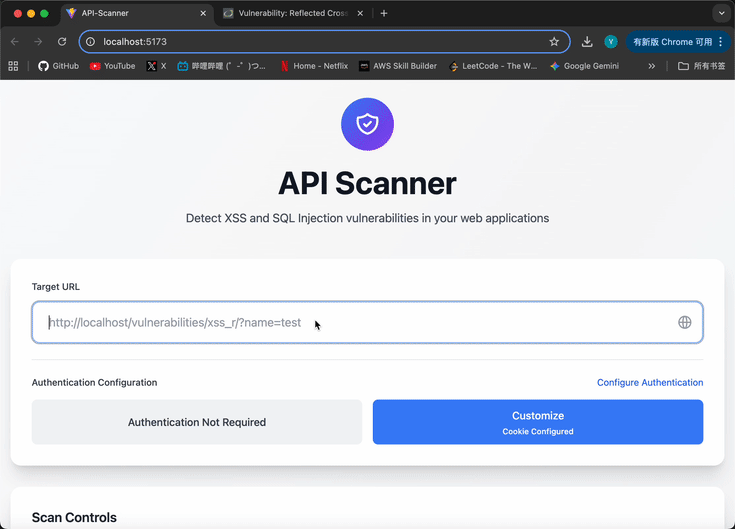 API-Scanner
Vulnerability: Reflected Cross
localhost:5173
有新版 Chrome 可用
GitHub
YouTube
X
哔哩哔哩 (゜-゜)つ...
Home - Netflix
AWS Skill Builder
LeetCode - The W...
Google Gemini
所有书签
API Scanner
Detect XSS and SQL Injection vulnerabilities in your web applications
Target URL
http://localhost/vulnerabilities/xss_r/?name=test
Authentication Configuration
Configure Authentication
Authentication Not Required
Customize
Cookie Configured
Scan Controls